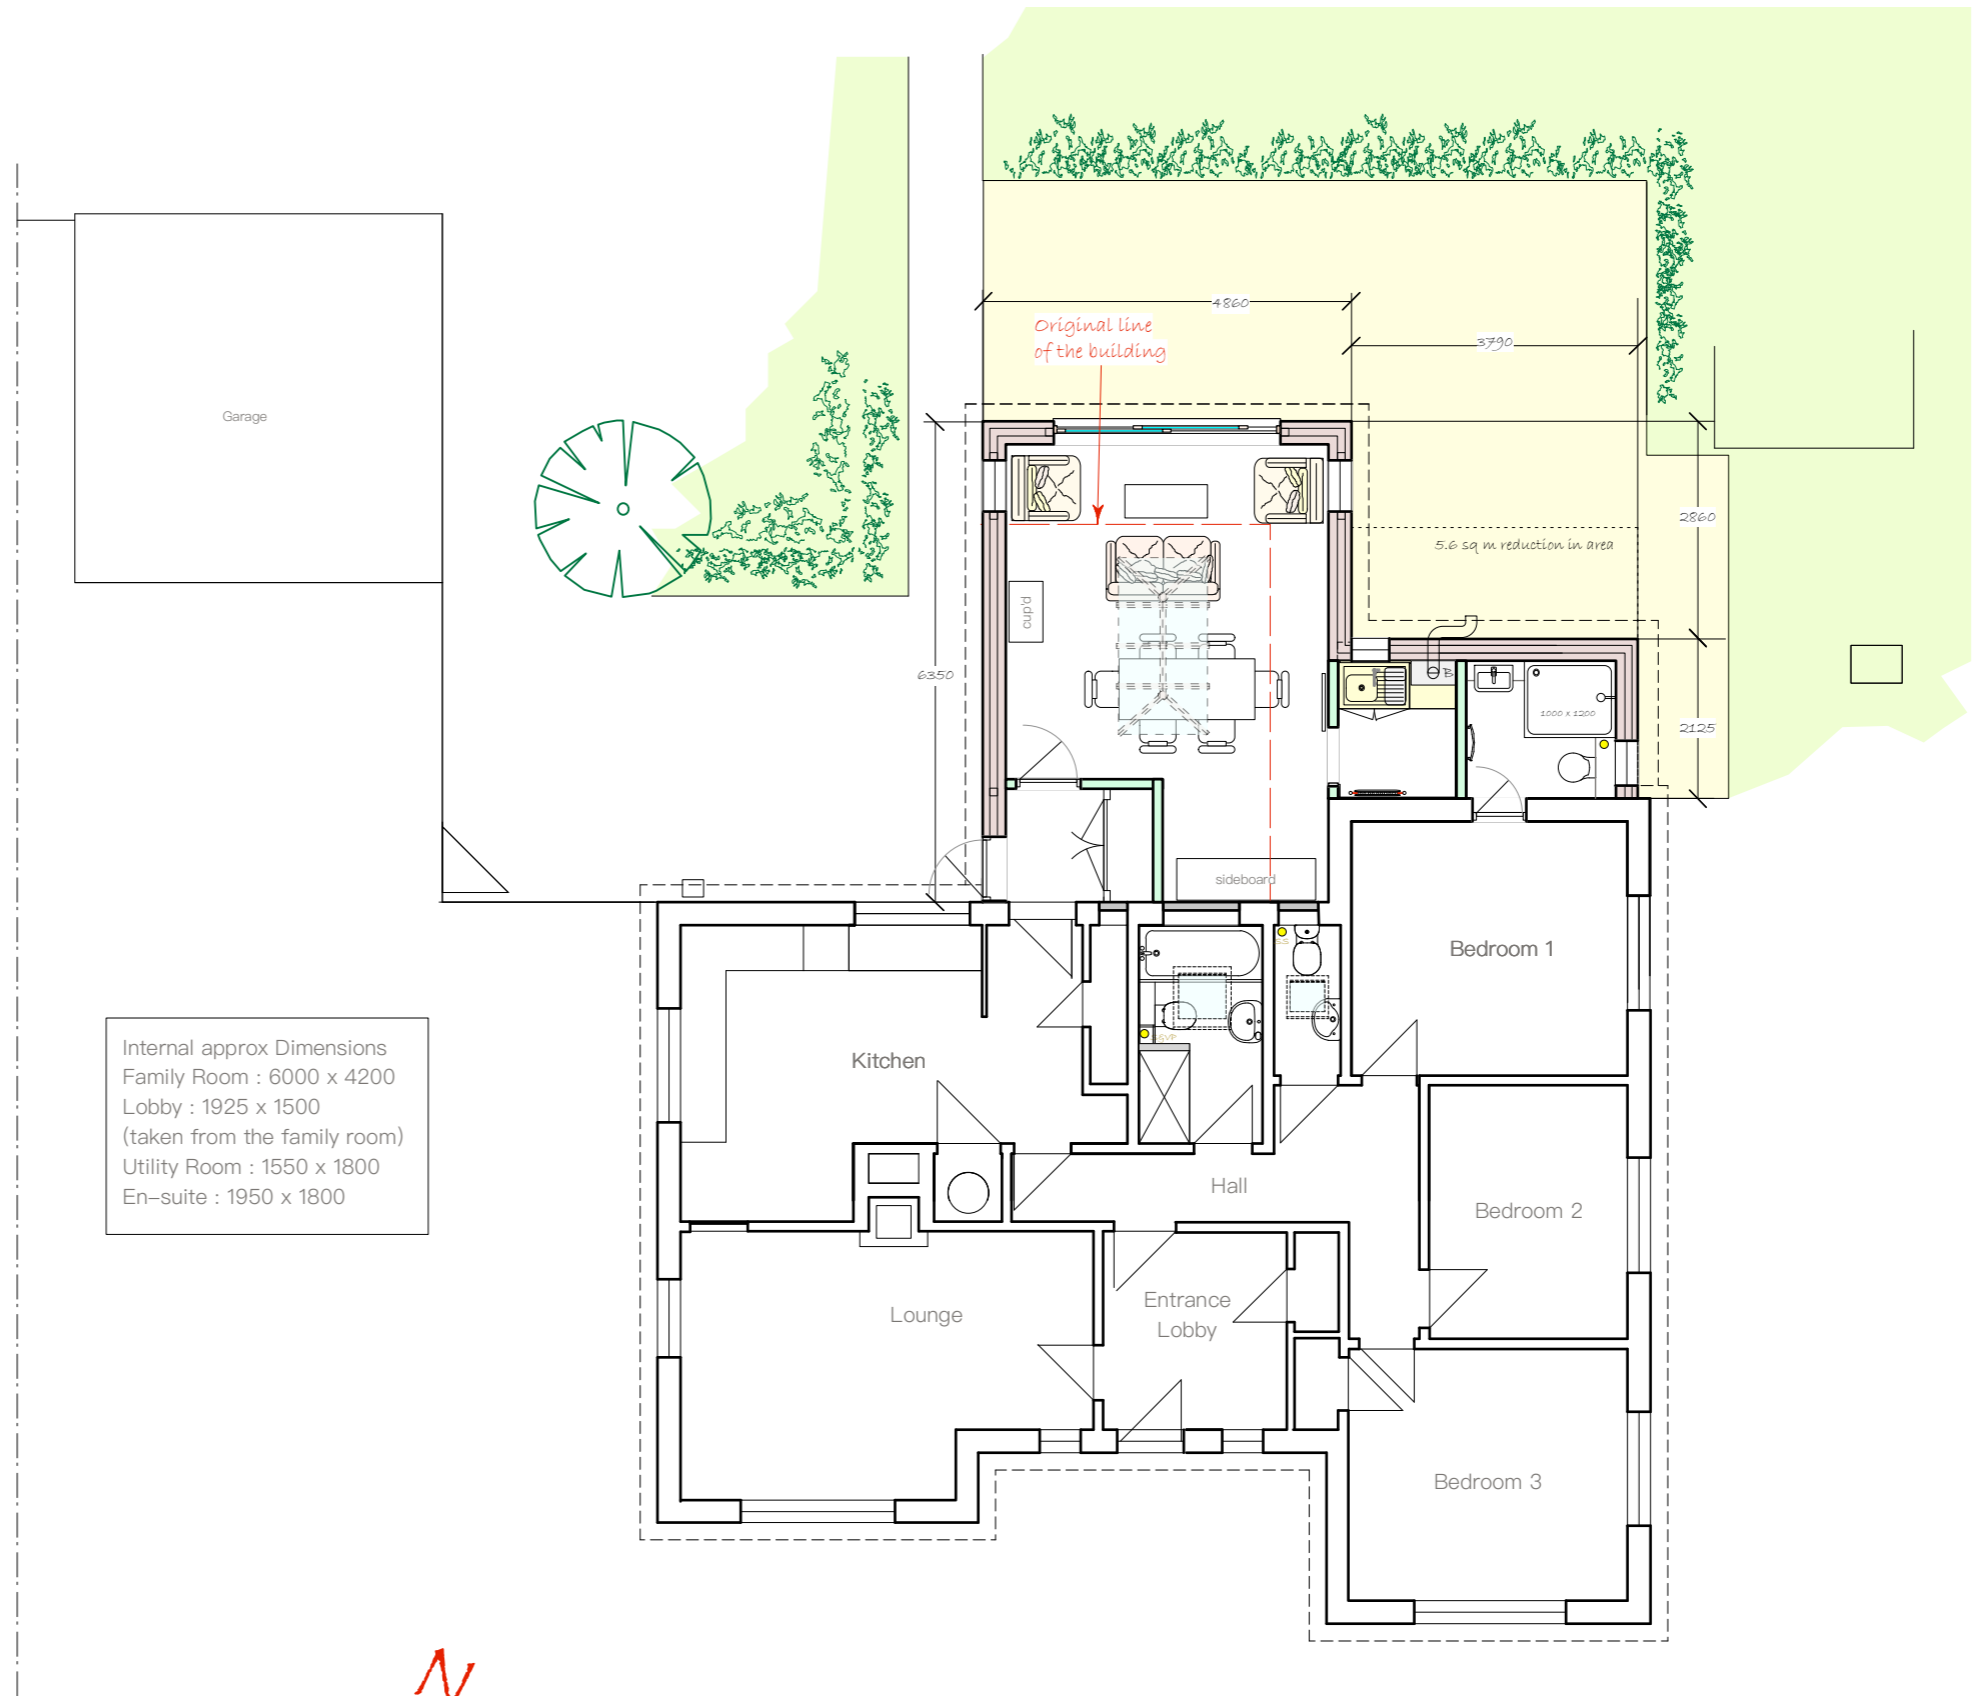 4860
Original line
of the building
3790
Garage
2860
5.6 sq m reduction in area
cup'd
6350
B
1000 x 1200
2125
sideboard
S.S
Bedroom 1
SVP
Kitchen
Internal approx Dimensions
Family Room : 6000 x 4200
Lobby : 1925 x 1500
(taken from the family room)
Utility Room : 1550 x 1800
En-suite : 1950 x 1800
Hall
Bedroom 2
Entrance
Lobby
Lounge
Bedroom 3
N